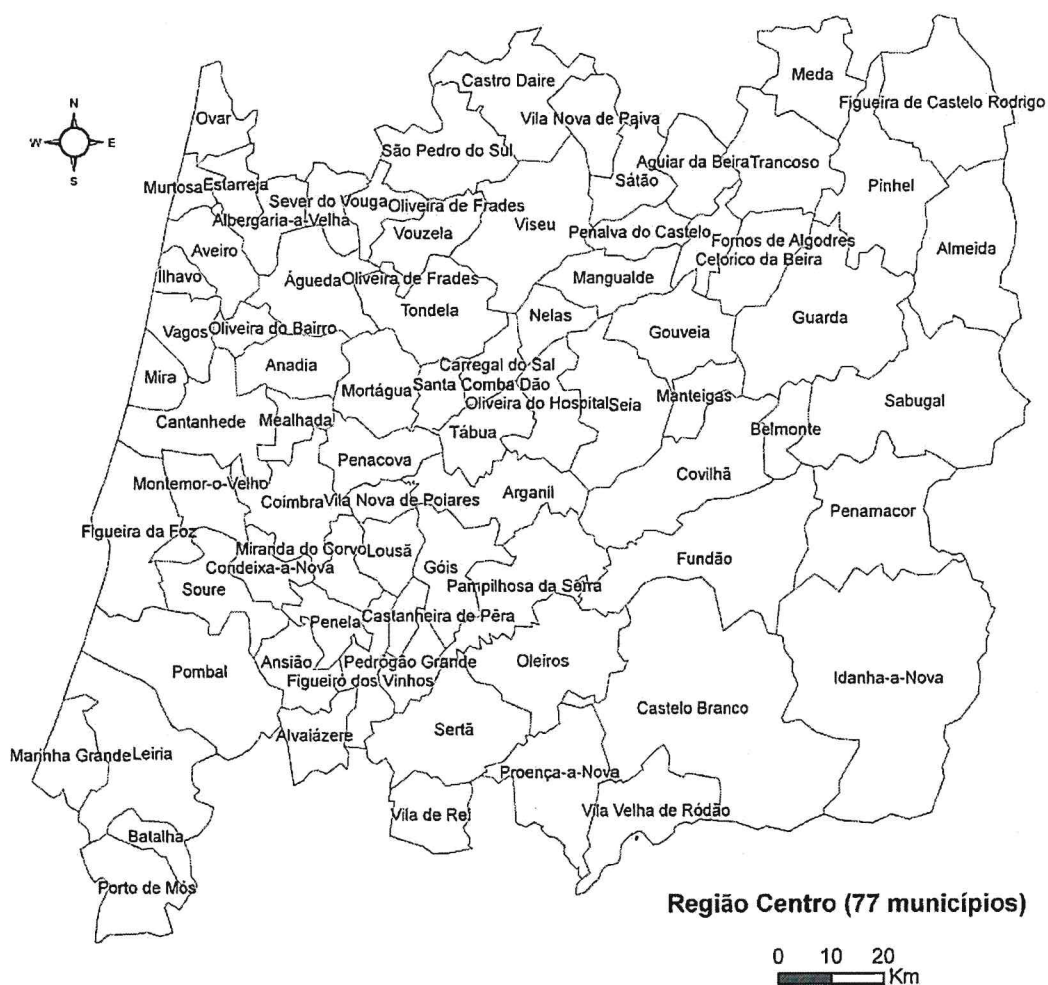 Castro Daire
Meda
Figueira de Castelo Rodrigo
Ovar
Vila Nova de Paiva
N
W
E
S
São Pedro do Sul
Aguiar da Beira
Trancoso
Murtosa
Estarreja
Sátão
Pinhel
Sever do Vouga
Oliveira de Frades
Albergaria-a-Velha
Viseu
Penalva do Castelo
Vouzela
Fornos de Algodres
Almeida
Aveiro
Celorico da Beira
Ílhavo
Águeda
Oliveira de Frades
Mangualde
Tondela
Nelas
Guarda
Vagos
Oliveira do Bairro
Gouveia
Anadia
Carregal do Sal
Mira
Mortágua
Santa Comba Dão
Manteigas
Sabugal
Oliveira do Hospital
Seia
Cantanhede
Mealhada
Tábua
Belmonte
Penacova
Covilhã
Montemor-o-Velho
Coimbra
Vila Nova de Poiares
Arganil
Penamacor
Figueira da Foz
Miranda do Corvo
Lousã
Fundão
Condeixa-a-Nova
Góis
Soure
Pampilhosa da Serra
Penela
Castanheira de Pêra
Pombal
Ansião
Pedrógão Grande
Oleiros
Idanha-a-Nova
Figueiró dos Vinhos
Castelo Branco
Alvaiázere
Sertã
Marinha Grande
Leiria
Proença-a-Nova
Vila de Rei
Vila Velha de Ródão
Batalha
Porto de Mós
Região Centro (77 municípios)
0 10 20
Km